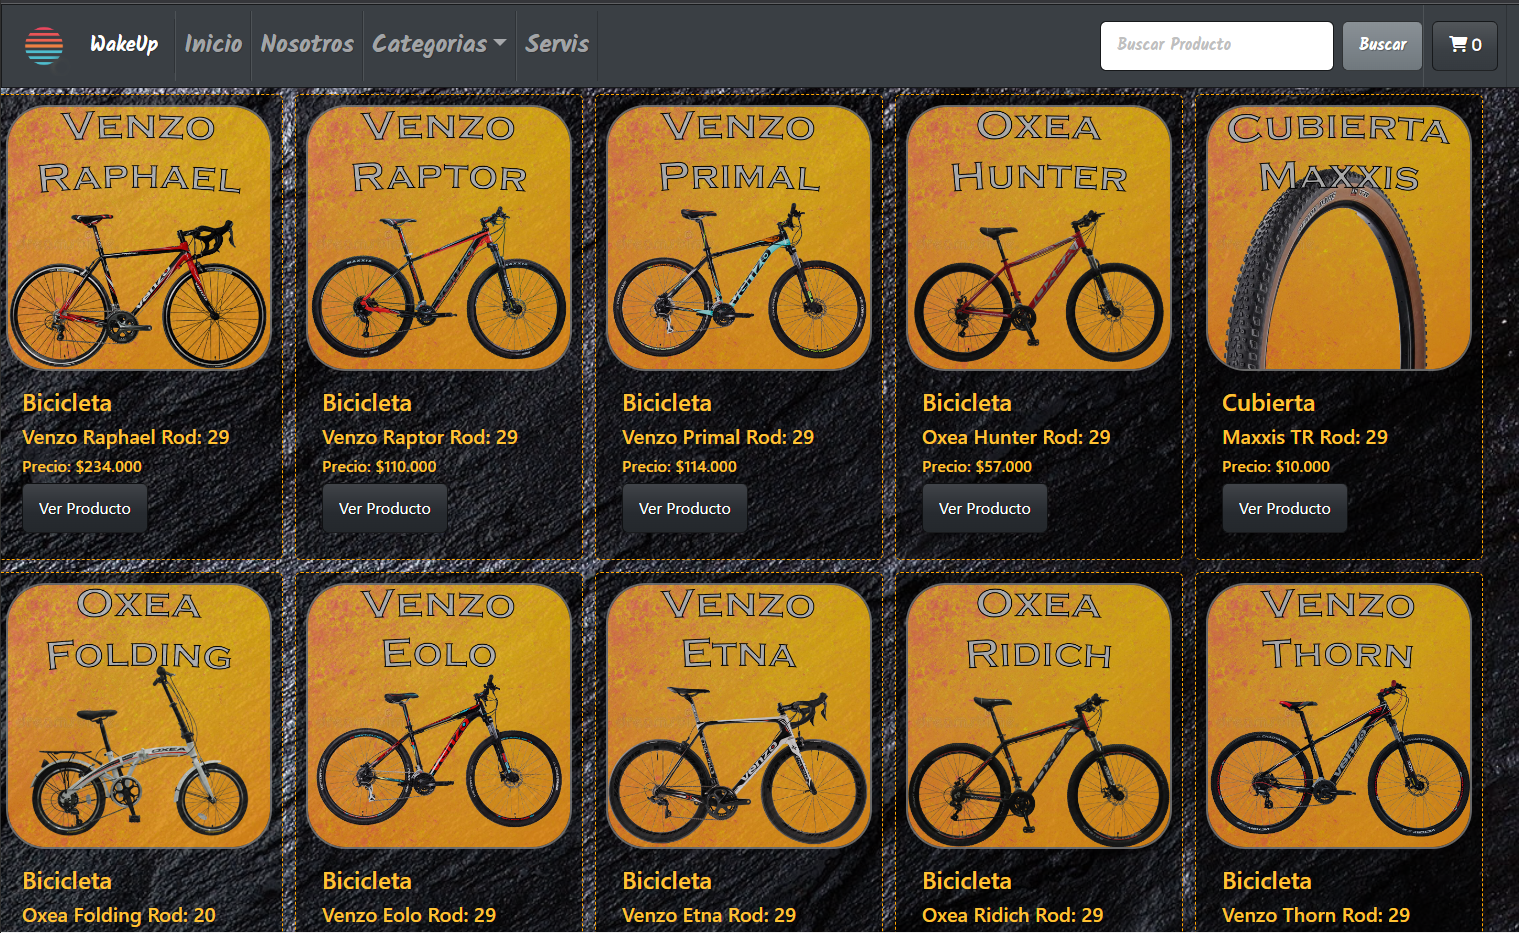 WakeUp Inicio Nosotros Categorias Servis Buscar Producto Buscar 0
VENZO RAPHAEL
VENZO RAPTOR
VENZO PRIMAL
OXEA HUNTER
CUBIERTA MAXXIS
Bicicleta
Venzo Raphael Rod: 29
Precio: $234.000
Ver Producto
Bicicleta
Venzo Raptor Rod: 29
Precio: $110.000
Ver Producto
Bicicleta
Venzo Primal Rod: 29
Precio: $114.000
Ver Producto
Bicicleta
Oxea Hunter Rod: 29
Precio: $57.000
Ver Producto
Cubierta
Maxxis TR Rod: 29
Precio: $10.000
Ver Producto
OXEA FOLDING
VENZO EOLO
VENZO ETNA
OXEA RIDICH
VENZO THORN
Bicicleta
Oxea Folding Rod: 20
Bicicleta
Venzo Eolo Rod: 29
Bicicleta
Venzo Etna Rod: 29
Bicicleta
Oxea Ridich Rod: 29
Bicicleta
Venzo Thorn Rod: 29